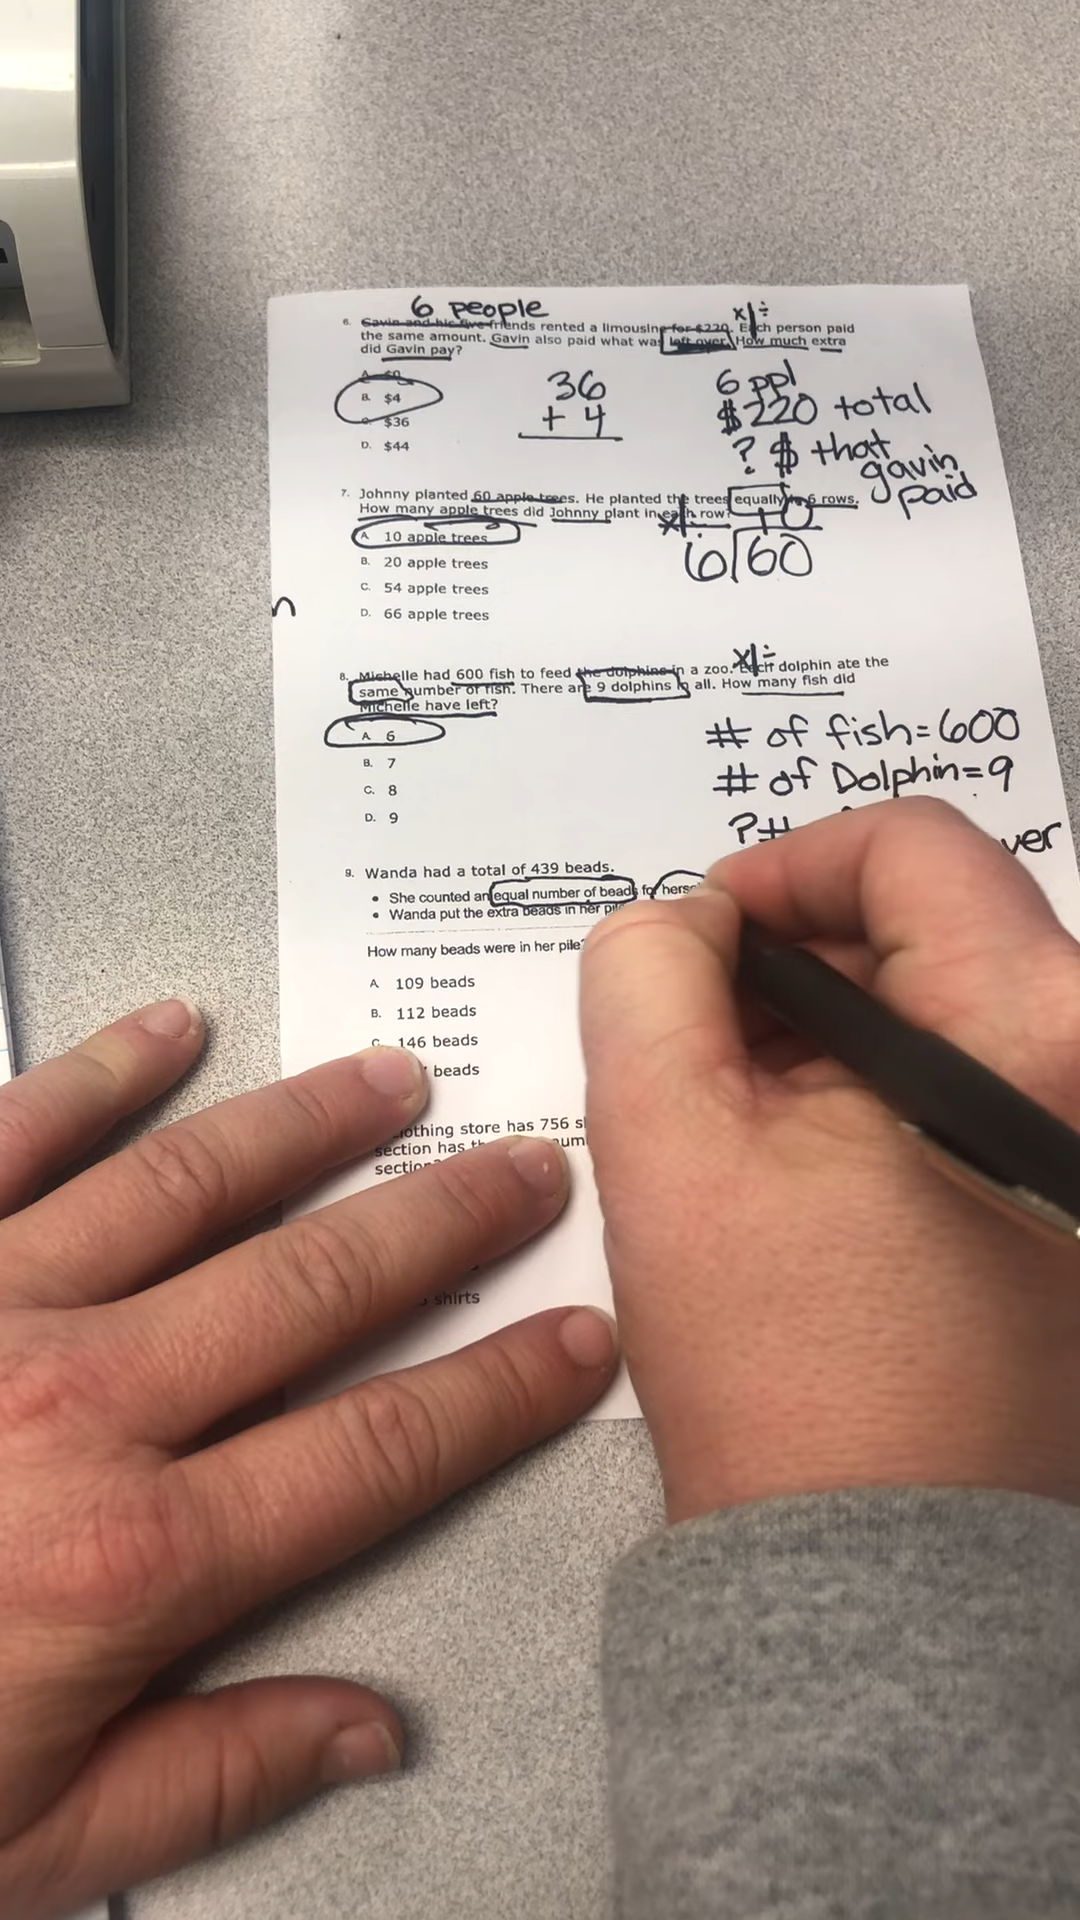 6 people
x|÷
6. Gavin and his five friends rented a limousine for $220. Each person paid
the same amount. Gavin also paid what was left over. How much extra
did Gavin pay?
A. $0
B. $4
C. $36
D. $44
36
+ 4
6 ppl
$220 total
? $ that
gavin
paid
7. Johnny planted 60 apple trees. He planted the trees equally in 6 rows.
How many apple trees did Johnny plant in each row?
A. 10 apple trees
B. 20 apple trees
C. 54 apple trees
D. 66 apple trees
x|÷
10
6)60
n
x|÷
8. Michelle had 600 fish to feed the dolphins in a zoo. Each dolphin ate the
same number of fish. There are 9 dolphins in all. How many fish did
Michelle have left?
A. 6
B. 7
C. 8
D. 9
# of fish=600
# of Dolphin=9
?#
ver
9. Wanda had a total of 439 beads.
• She counted an equal number of beads for
• Wanda put the extra beads in her
How many beads were in her pile?
A. 109 beads
B. 112 beads
C. 146 beads
beads
store has 756
section has
shirts